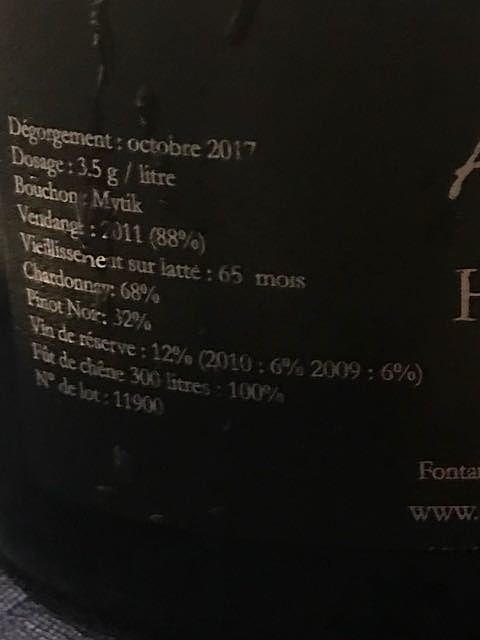 Dégorgement : octobre 2017
Dosage : 3.5 g / litre
Bouchon : Mytik
Vendange : 2011 (88%)
Vieillissement sur latte : 65 mois
Chardonnay: 68%
Pinot Noir: 32%
Vin de réserve : 12% (2010 : 6% 2009 : 6%)
Fût de chêne 300 litres : 100%
N° de lot : 11900
A
H
Fonta
www.